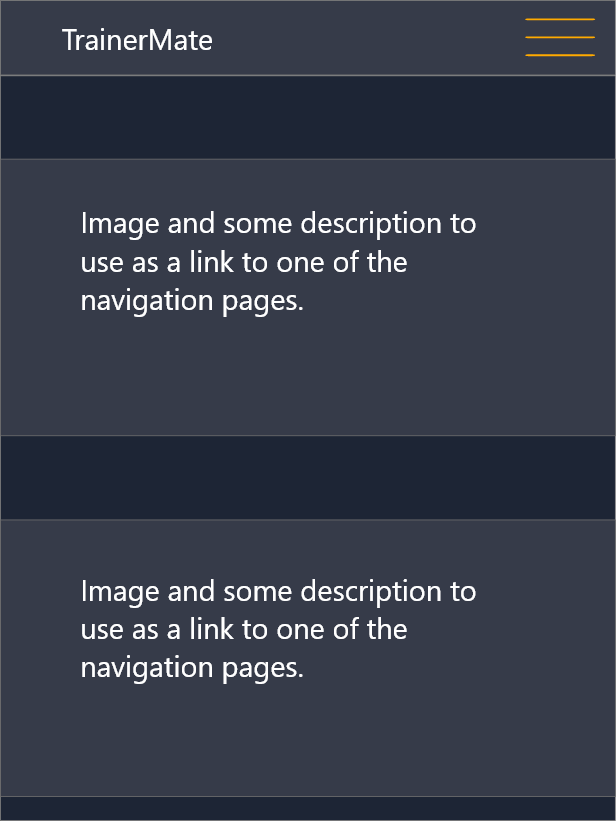 TrainerMate
Image and some description to
use as a link to one of the
navigation pages.
Image and some description to
use as a link to one of the
navigation pages.